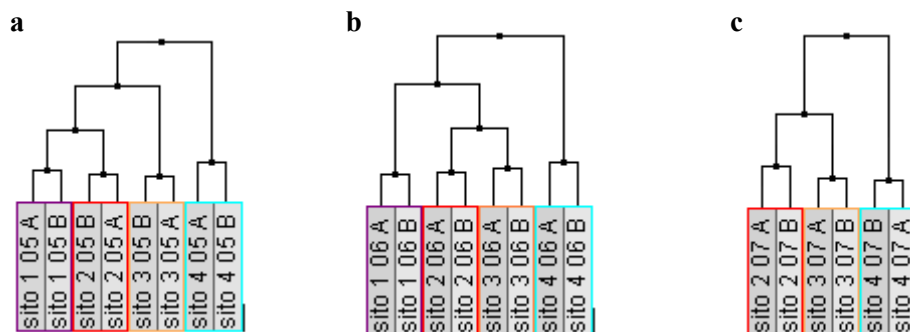 a
b
c
sito 1 05 A
sito 1 05 B
sito 2 05 B
sito 2 05 A
sito 3 05 B
sito 3 05 A
sito 4 05 A
sito 4 05 B
sito 1 06 A
sito 1 06 B
sito 2 06 A
sito 2 06 B
sito 3 06 A
sito 3 06 B
sito 4 06 A
sito 4 06 B
sito 2 07 A
sito 2 07 B
sito 3 07 A
sito 3 07 B
sito 4 07 B
sito 4 07 A